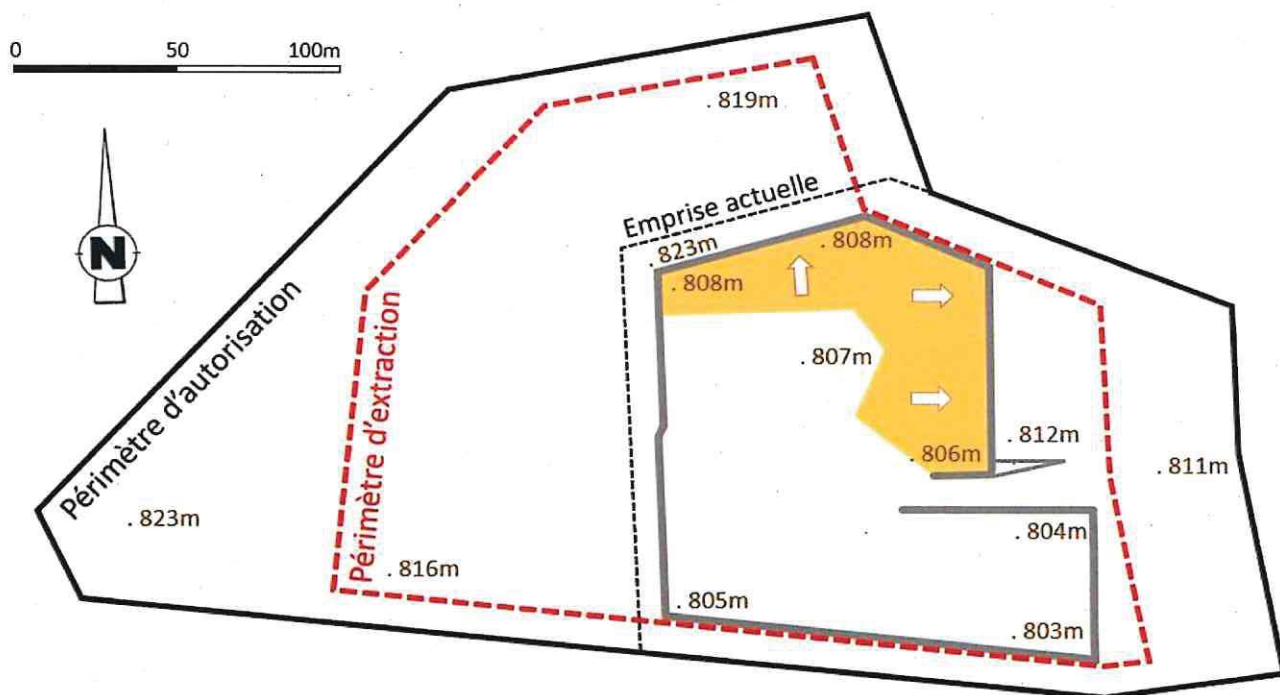 0 50 100m
. 819m
N
Emprise actuelle
. 823m
. 808m
. 808m
Périmètre d'autorisation
Périmètre d'extraction
. 807m
. 812m
. 806m
. 811m
. 823m
. 804m
. 816m
. 805m
. 803m